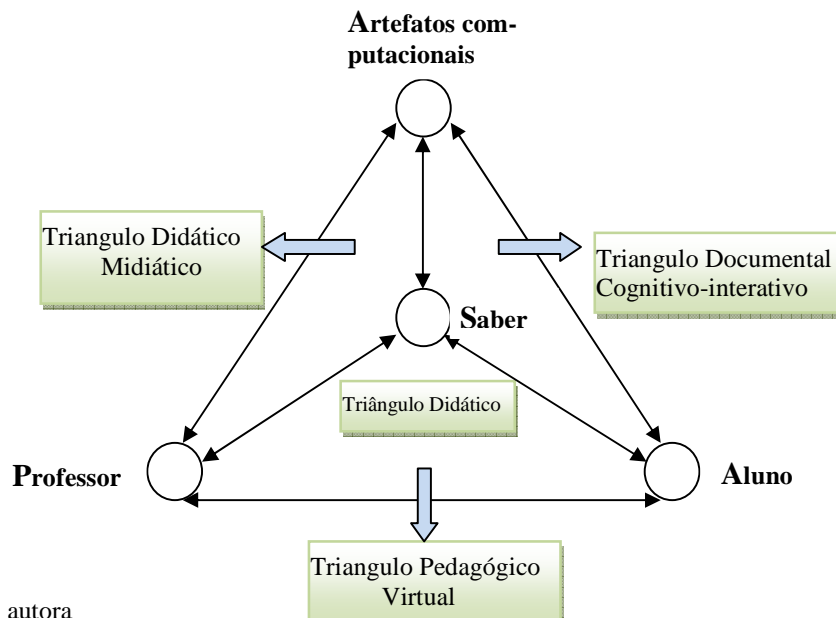 Artefatos com-
putacionais
Triangulo Didático
Midiático
Triangulo Documental
Cognitivo-interativo
Saber
Triângulo Didático
Professor
Aluno
Triangulo Pedagógico
Virtual
autora